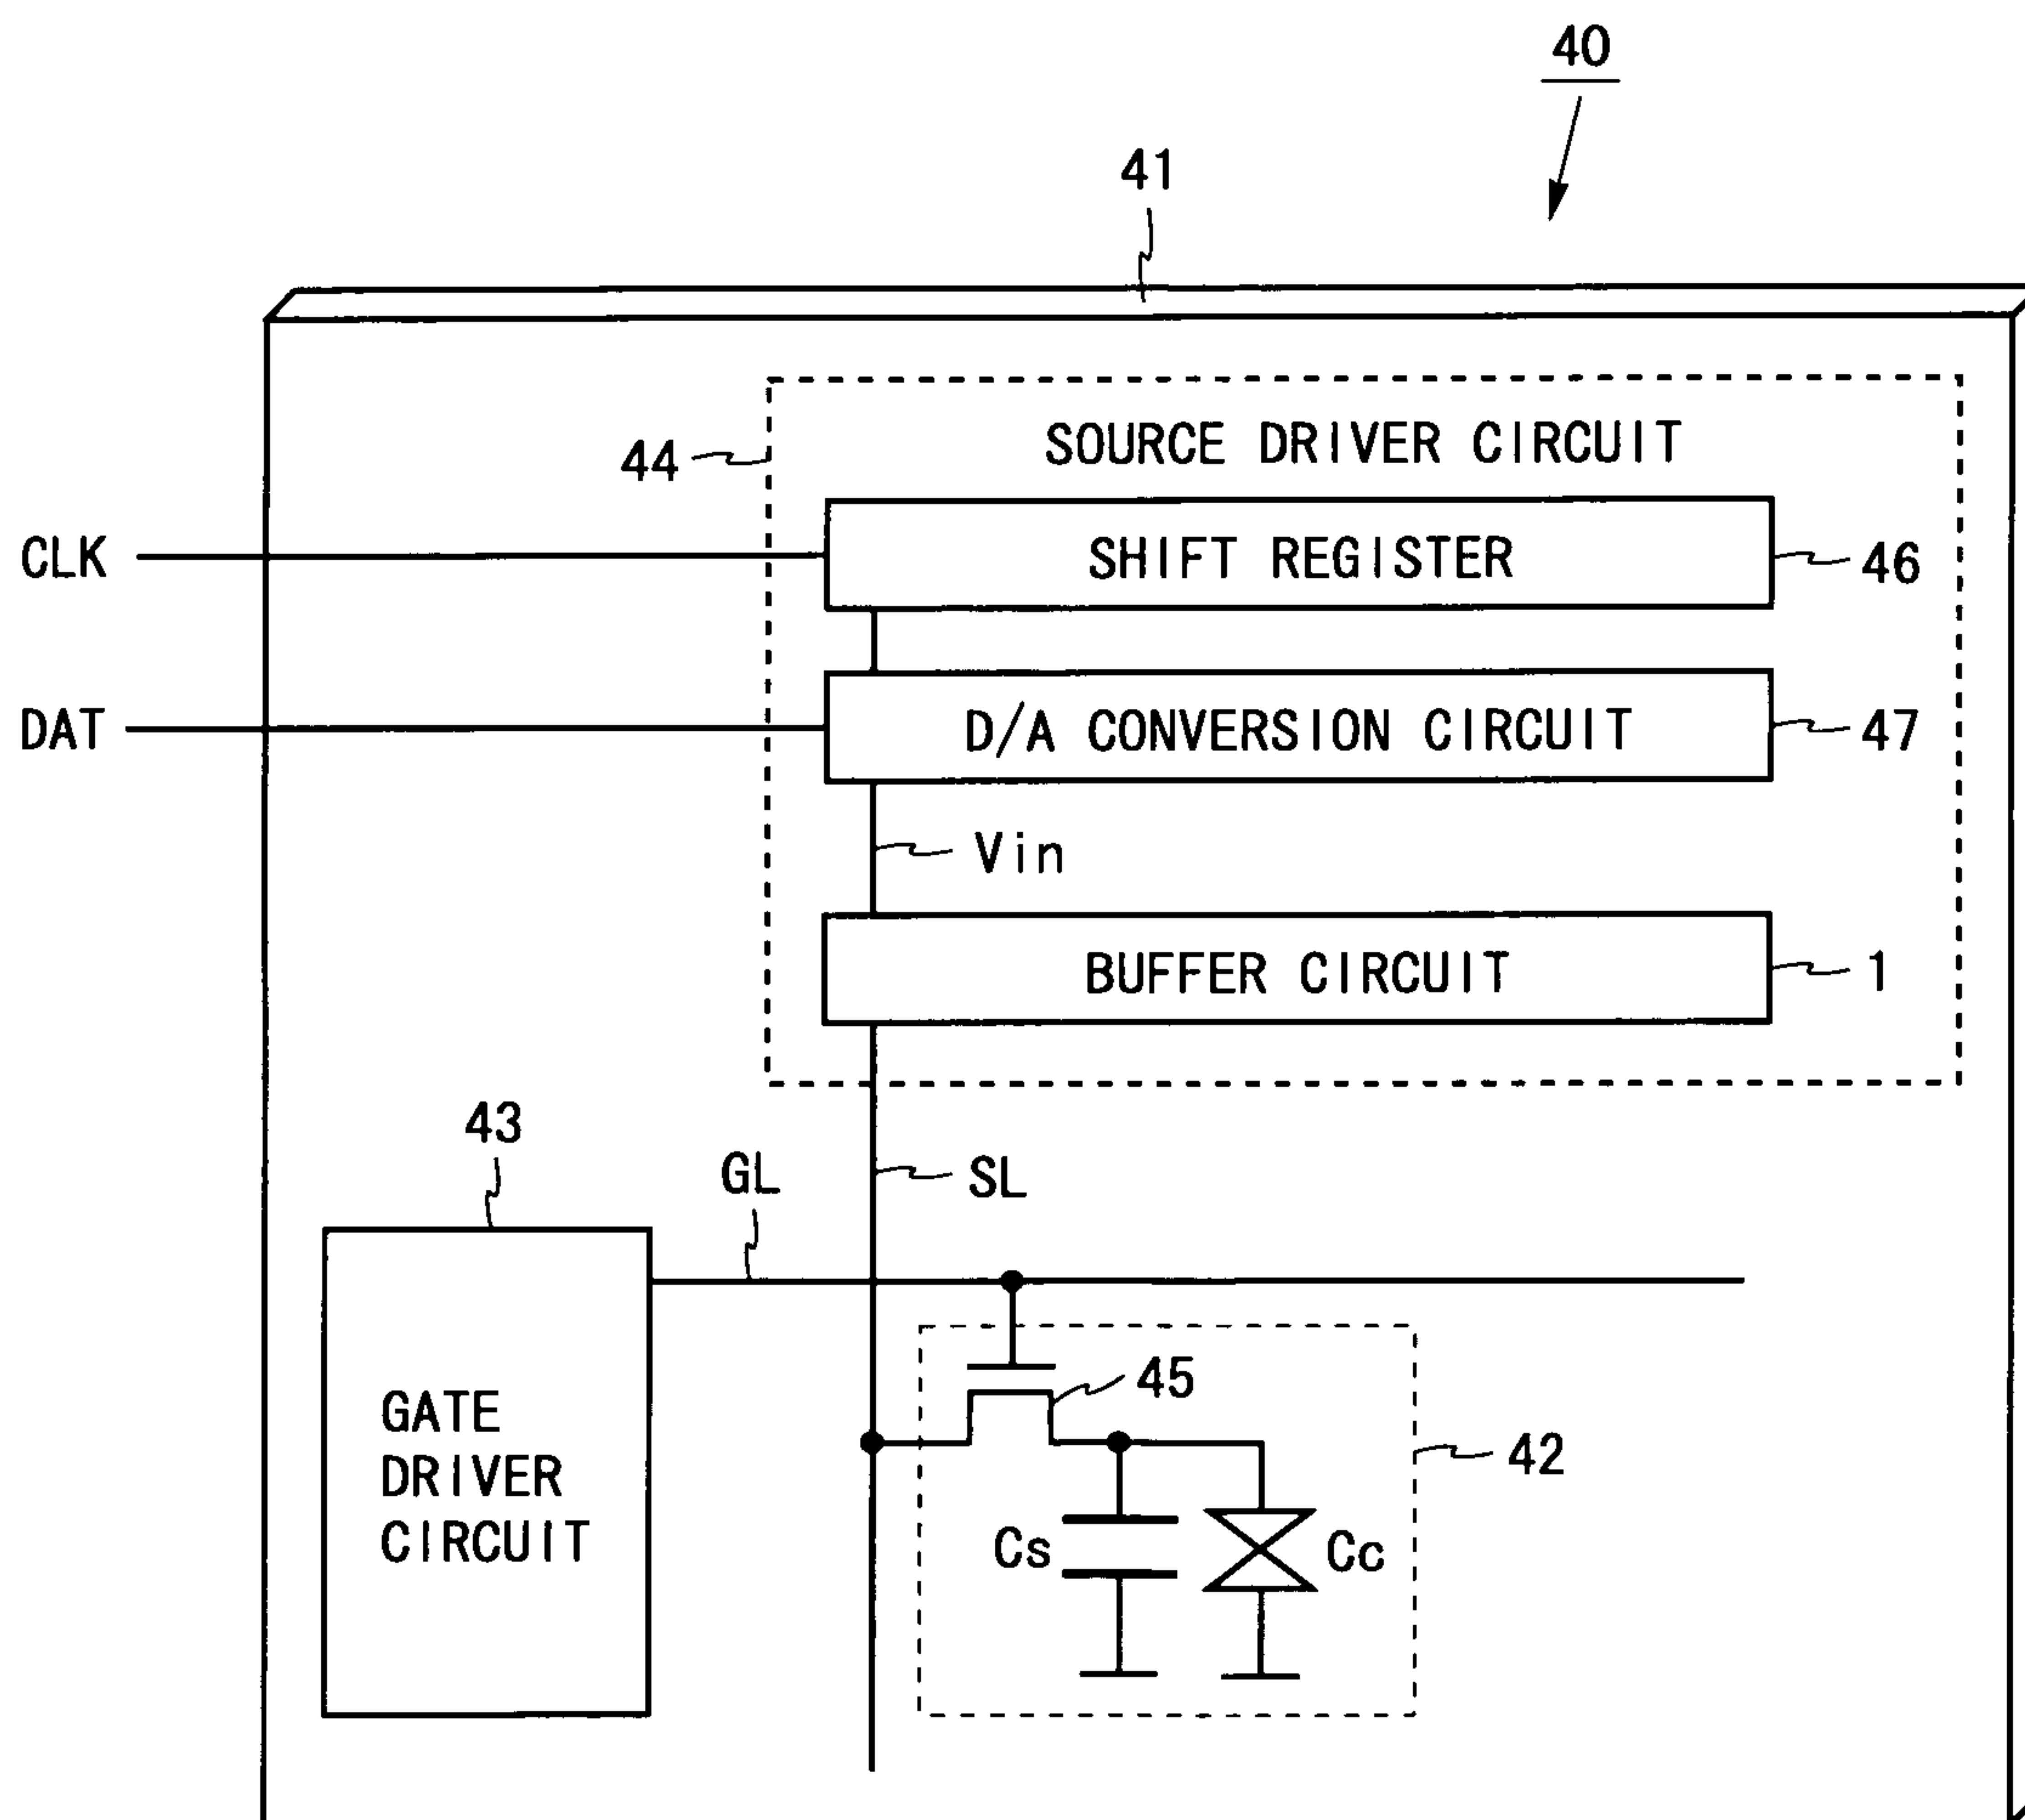 40
41
SOURCE DRIVER CIRCUIT
44
CLK
SHIFT REGISTER
46
DAT
D/A CONVERSION CIRCUIT
47
Vin
BUFFER CIRCUIT
1
43
GL
SL
45
GATE
DRIVER
CIRCUIT
42
Cs
Cc